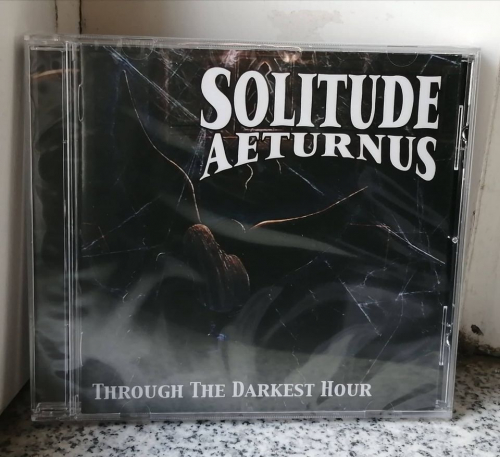 SOLITUDE
AETURNUS
THROUGH THE DARKEST HOUR